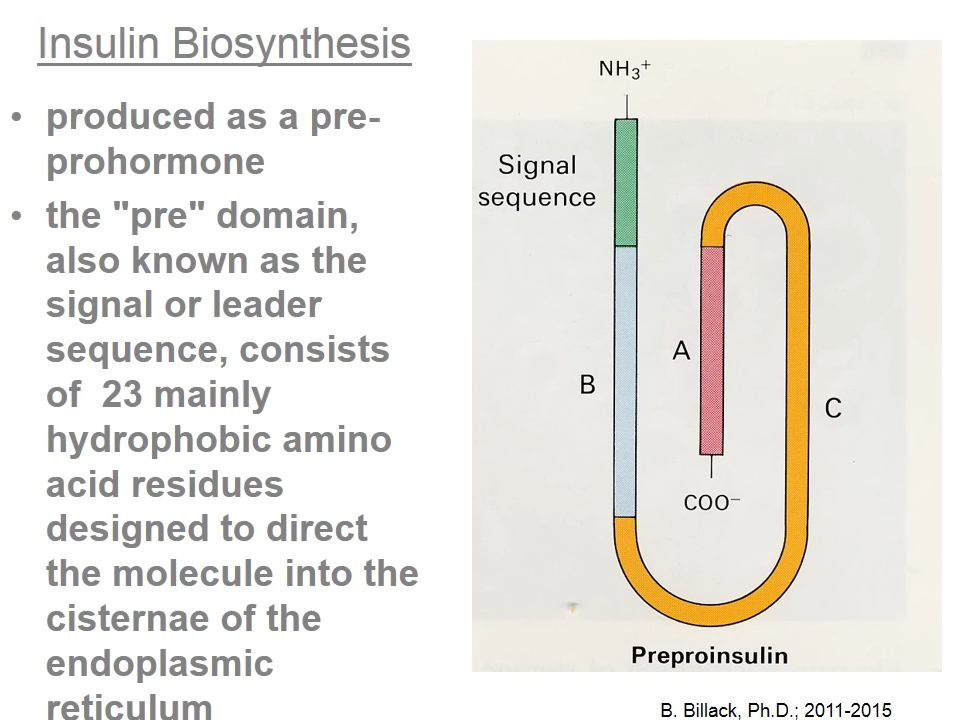 Insulin Biosynthesis
• produced as a pre-
prohormone
• the "pre" domain,
also known as the
signal or leader
sequence, consists
of  23 mainly
hydrophobic amino
acid residues
designed to direct
the molecule into the
cisternae of the
endoplasmic
reticulum
NH₃⁺
Signal
sequence
A
B
C
COO⁻
Preproinsulin
B. Billack, Ph.D.; 2011-2015